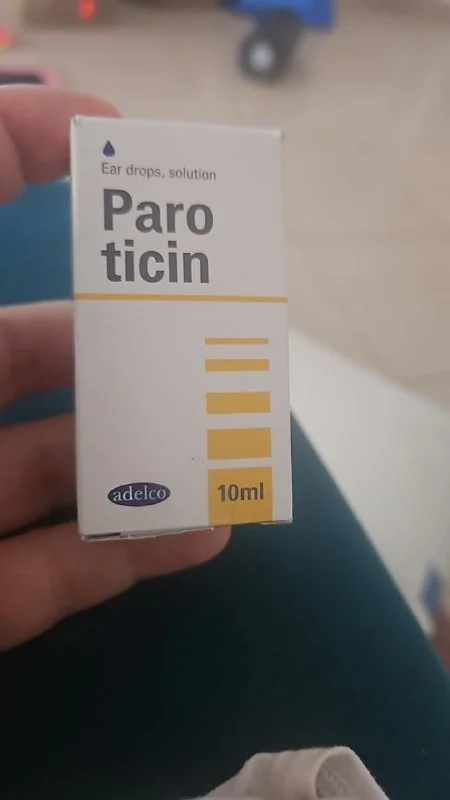 Ear drops, solution
Paro
ticin
adelco
10ml